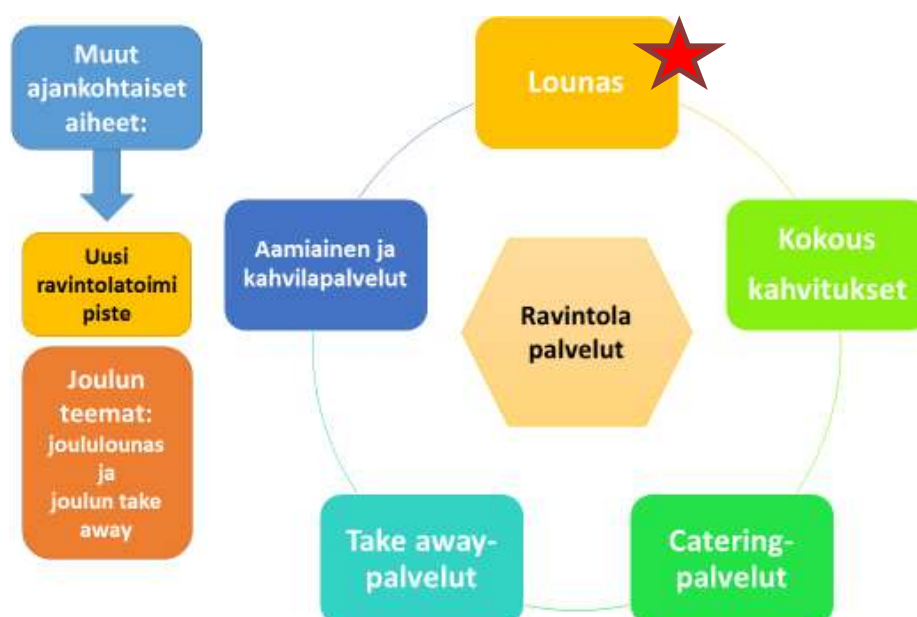 Muut
ajankohtaiset
aiheet:
Uusi
ravintolatoimi
piste
Joulun
teemat:
joululounas
ja
joulun take
away
Lounas
Aamiainen ja
kahvilapalvelut
Kokous
kahvitukset
Ravintola
palvelut
Take away-
palvelut
Catering-
palvelut